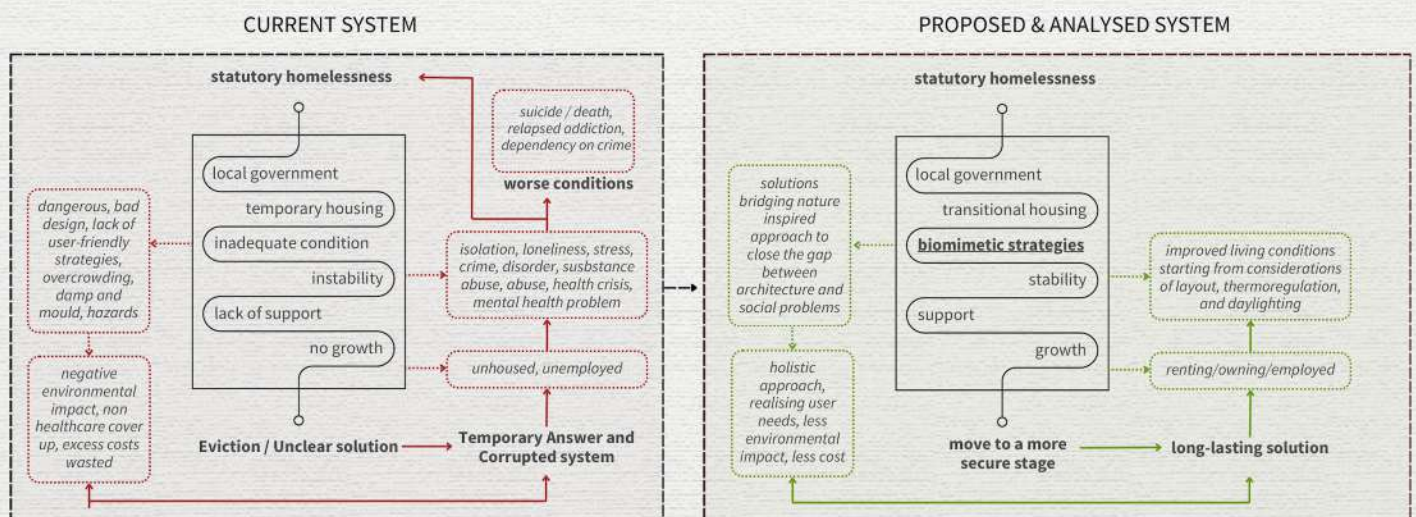 CURRENT SYSTEM
statutory homelessness
suicide / death,
relapsed addiction,
dependency on crime
worse conditions
local government
temporary housing
inadequate condition
instability
lack of support
no growth
dangerous, bad
design, lack of
user-friendly
strategies,
overcrowding,
damp and
mould, hazards
isolation, loneliness, stress,
crime, disorder, susbstance
abuse, abuse, health crisis,
mental health problem
negative
environmental
impact, non
healthcare cover
up, excess costs
wasted
unhoused, unemployed
Eviction / Unclear solution
Temporary Answer and
Corrupted system
PROPOSED & ANALYSED SYSTEM
statutory homelessness
local government
transitional housing
biomimetic strategies
stability
support
growth
solutions
bridging nature
inspired
approach to
close the gap
between
architecture and
social problems
improved living conditions
starting from considerations
of layout, thermoregulation,
and daylighting
holistic
approach,
realising user
needs, less
environmental
impact, less cost
renting/owning/employed
move to a more
secure stage
long-lasting solution